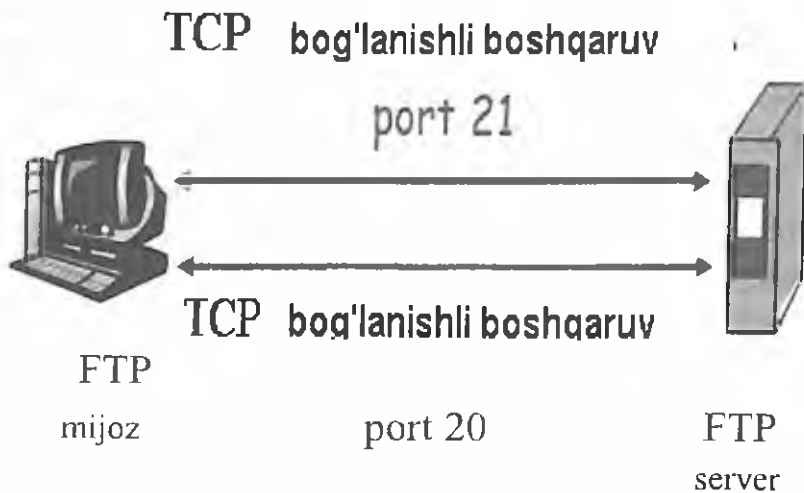 TCP bog'lanishli boshqaruv
port 21
TCP bog'lanishli boshqaruv
FTP
mijoz
port 20
FTP
server